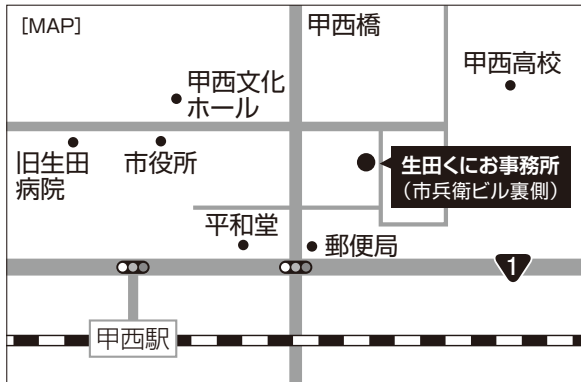 [MAP]
甲西橋
甲西高校
甲西文化
ホール
旧生田
病院
市役所
生田くにお事務所
（市兵衛ビル裏側）
平和堂
郵便局
1
甲西駅